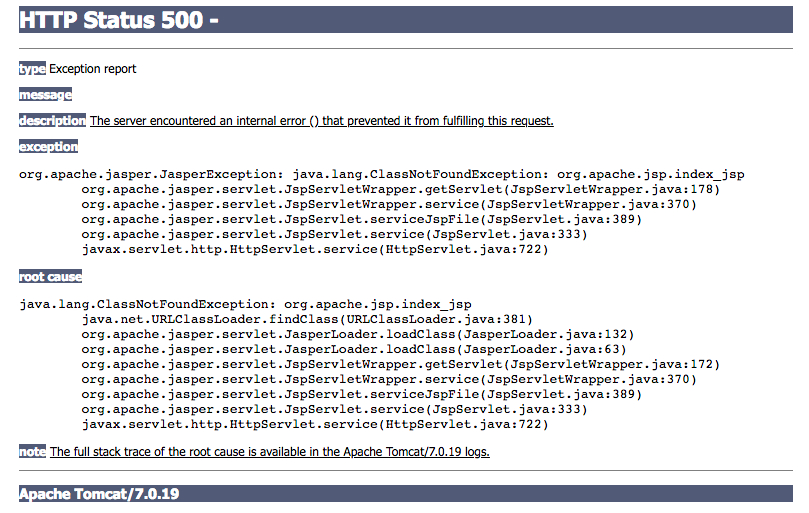 HTTP Status 500 -
type Exception report
message
description The server encountered an internal error () that prevented it from fulfilling this request.
exception
org.apache.jasper.JasperException: java.lang.ClassNotFoundException: org.apache.jsp.index_jsp
org.apache.jasper.servlet.JspServletWrapper.getServlet(JspServletWrapper.java:178)
org.apache.jasper.servlet.JspServletWrapper.service(JspServletWrapper.java:370)
org.apache.jasper.servlet.JspServlet.serviceJspFile(JspServlet.java:389)
org.apache.jasper.servlet.JspServlet.service(JspServlet.java:333)
javax.servlet.http.HttpServlet.service(HttpServlet.java:722)
root cause
java.lang.ClassNotFoundException: org.apache.jsp.index_jsp
java.net.URLClassLoader.findClass(URLClassLoader.java:381)
org.apache.jasper.servlet.JasperLoader.loadClass(JasperLoader.java:132)
org.apache.jasper.servlet.JasperLoader.loadClass(JasperLoader.java:63)
org.apache.jasper.servlet.JspServletWrapper.getServlet(JspServletWrapper.java:172)
org.apache.jasper.servlet.JspServletWrapper.service(JspServletWrapper.java:370)
org.apache.jasper.servlet.JspServlet.serviceJspFile(JspServlet.java:389)
org.apache.jasper.servlet.JspServlet.service(JspServlet.java:333)
javax.servlet.http.HttpServlet.service(HttpServlet.java:722)
note The full stack trace of the root cause is available in the Apache Tomcat/7.0.19 logs.
Apache Tomcat/7.0.19